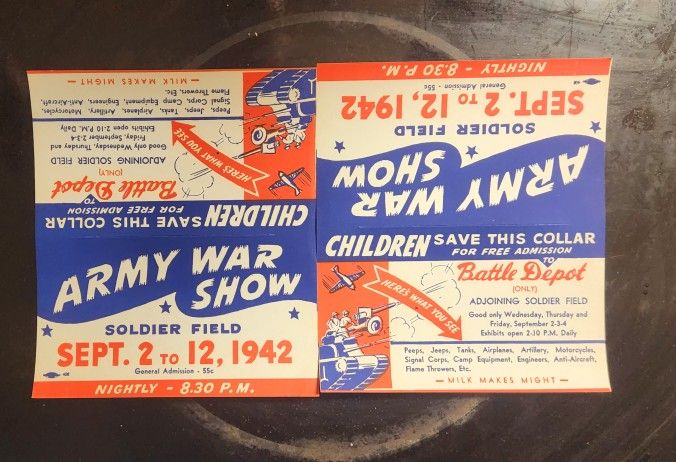 — MILK MAKES MIGHT —
Peeps, Jeeps, Tanks, Airplanes, Artillery, Motorcycles,
Signal Corps, Camp Equipment, Engineers, Anti-Aircraft,
Flame Throwers, Etc.
Good only Wednesday, Thursday and
Friday, September 2-3-4
Exhibits open 2-10 P.M. Daily
ADJOINING SOLDIER FIELD
(ONLY)
Battle Depot
TO
FOR FREE ADMISSION
CHILDREN SAVE THIS COLLAR
HERE'S WHAT YOU SEE
ARMY WAR
SHOW
SOLDIER FIELD
SEPT. 2 TO 12, 1942
General Admission - 55c
NIGHTLY - 8.30 P.M.
NIGHTLY - 8.30 P.M.
General Admission - 55c
SEPT. 2 TO 12, 1942
SOLDIER FIELD
ARMY WAR
SHOW
CHILDREN SAVE THIS COLLAR
FOR FREE ADMISSION
TO
Battle Depot
(ONLY)
ADJOINING SOLDIER FIELD
HERE'S WHAT YOU SEE
Good only Wednesday, Thursday and
Friday, September 2-3-4
Exhibits open 2-10 P.M. Daily
Peeps, Jeeps, Tanks, Airplanes, Artillery, Motorcycles,
Signal Corps, Camp Equipment, Engineers, Anti-Aircraft,
Flame Throwers, Etc.
— MILK MAKES MIGHT —